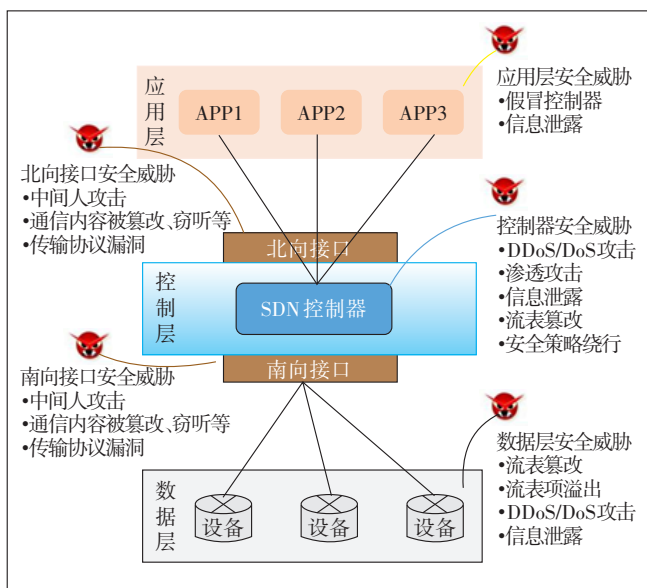 应用层
APP1
APP2
APP3
应用层安全威胁
•假冒控制器
•信息泄露
北向接口安全威胁
•中间人攻击
•通信内容被篡改、窃听等
•传输协议漏洞
北向接口
控制层
SDN控制器
控制器安全威胁
•DDoS/DoS攻击
•渗透攻击
•信息泄露
•流表篡改
•安全策略绕行
南向接口
南向接口安全威胁
•中间人攻击
•通信内容被篡改、窃听等
•传输协议漏洞
数据层
设备
设备
设备
数据层安全威胁
•流表篡改
•流表项溢出
•DDoS/DoS攻击
•信息泄露